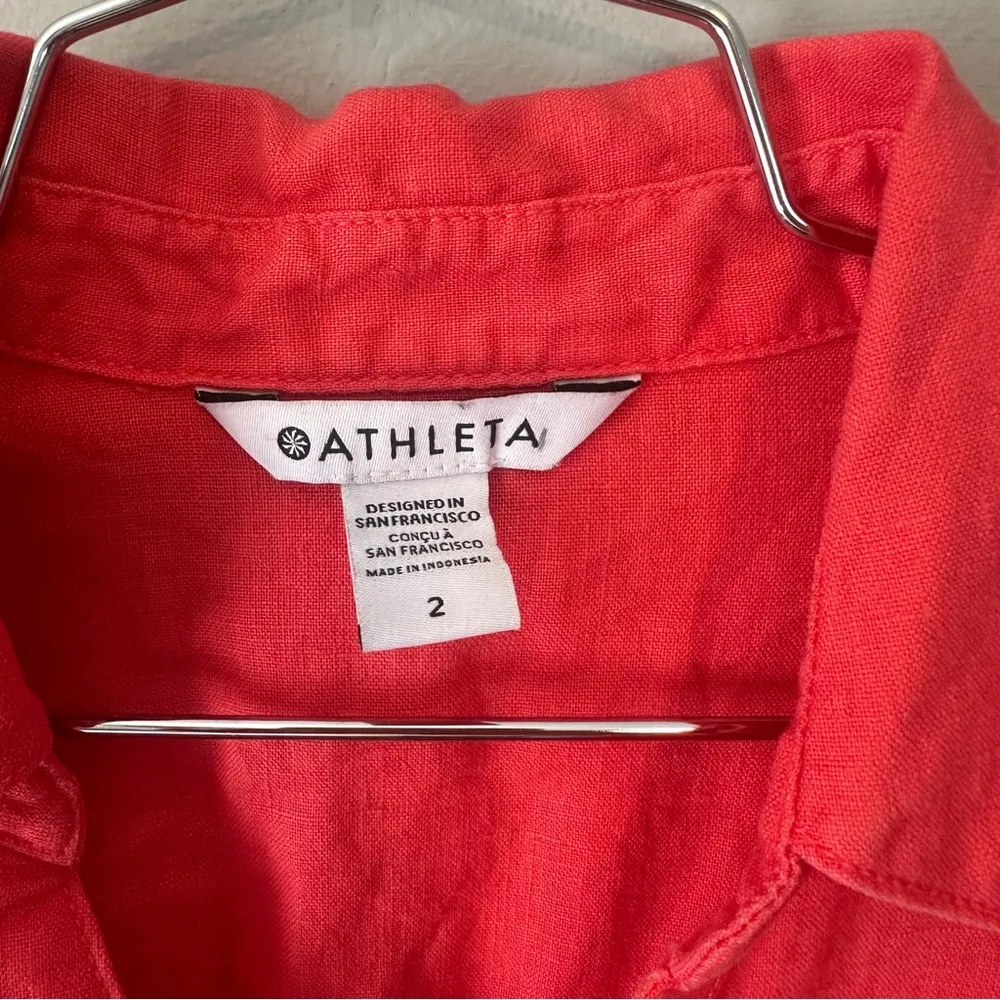 ATHLETA
DESIGNED IN
SAN FRANCISCO
CONÇU À
SAN FRANCISCO
MADE IN INDONESIA
2